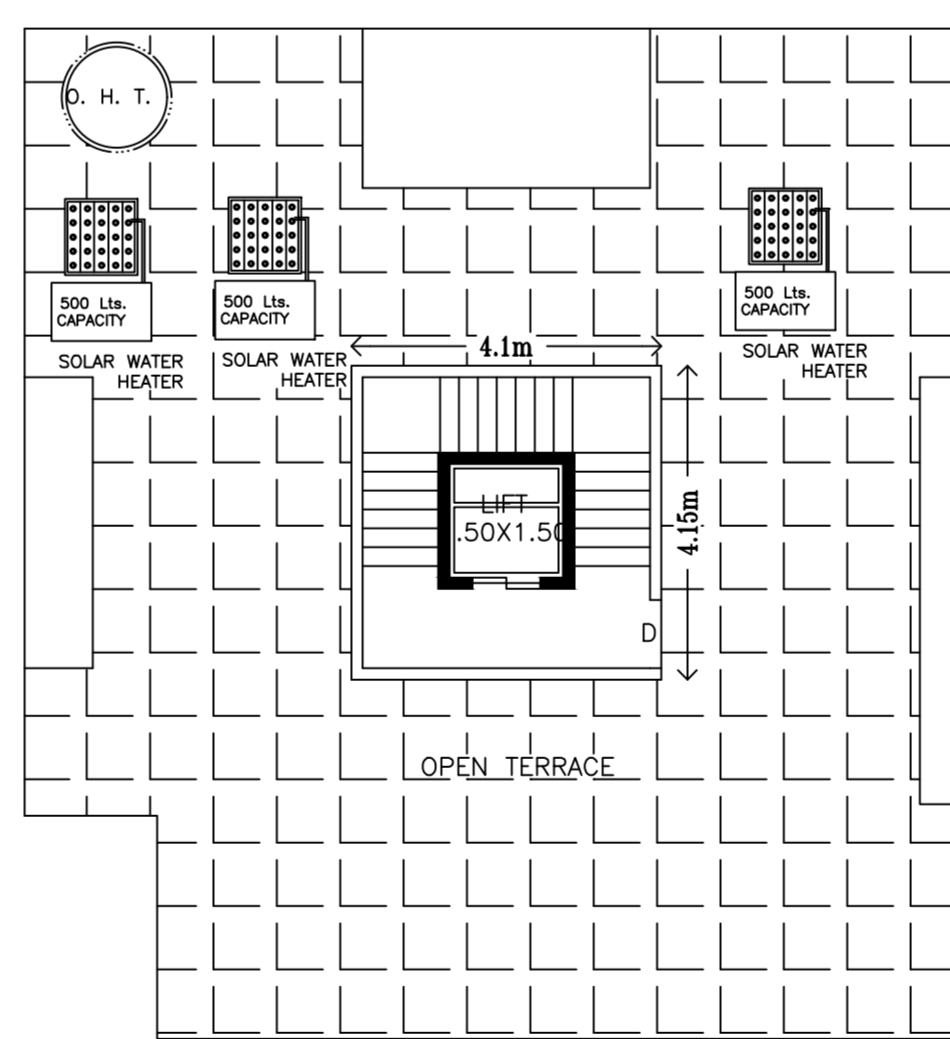 O. H. T.
500 Lts.
CAPACITY
SOLAR WATER
HEATER
500 Lts.
CAPACITY
SOLAR WATER
HEATER
500 Lts.
CAPACITY
SOLAR WATER
HEATER
4.1m
4.15m
LIFT
.50X1.50
D
OPEN TERRACE